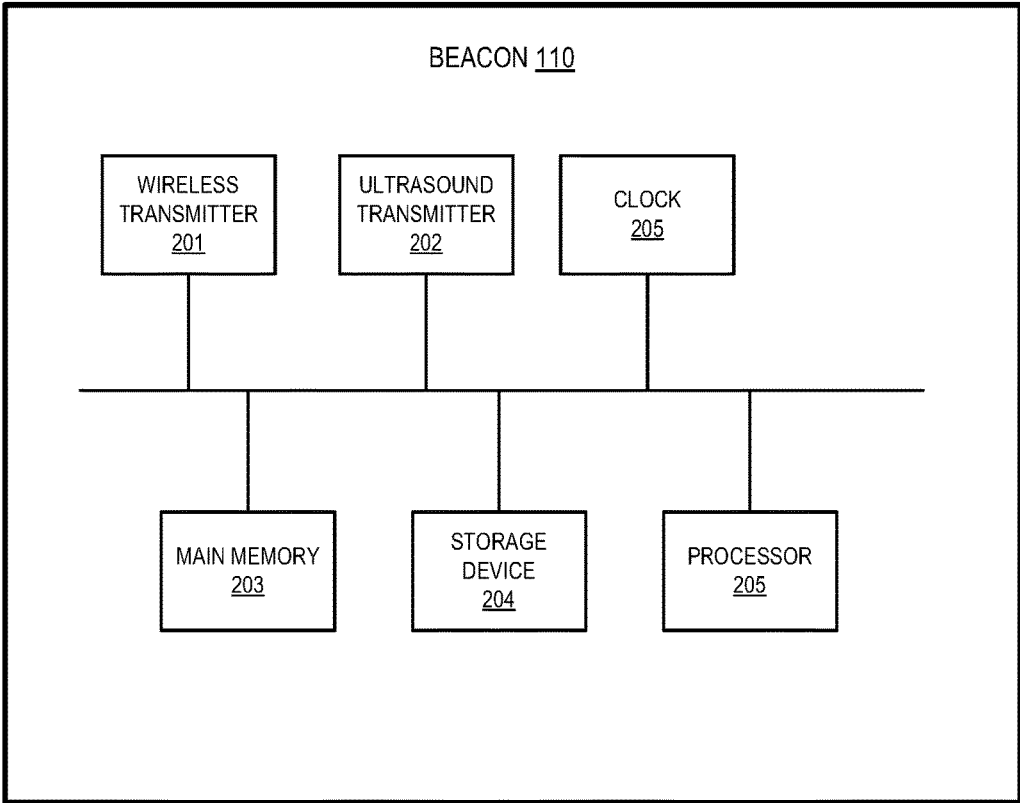 BEACON 110
WIRELESS
TRANSMITTER
201
ULTRASOUND
TRANSMITTER
202
CLOCK
205
MAIN MEMORY
203
STORAGE
DEVICE
204
PROCESSOR
205